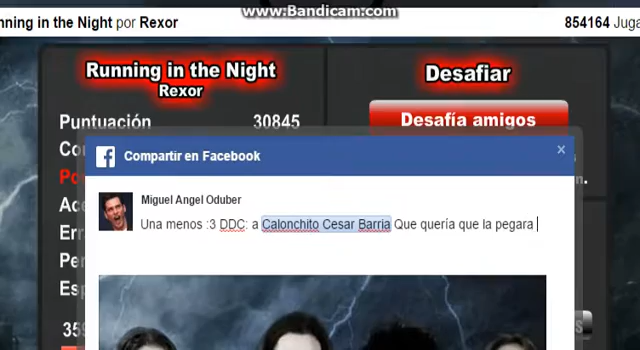 www.Bandicam.com
nning in the Night por Rexor
854164 Juga
Running in the Night
Rexor
Desafiar
Puntuación 30845
Desafía amigos
Compartir en Facebook
×
Miguel Angel Oduber
Una menos :3 DDC: a Calonchito Cesar Barria Que quería que la pegara